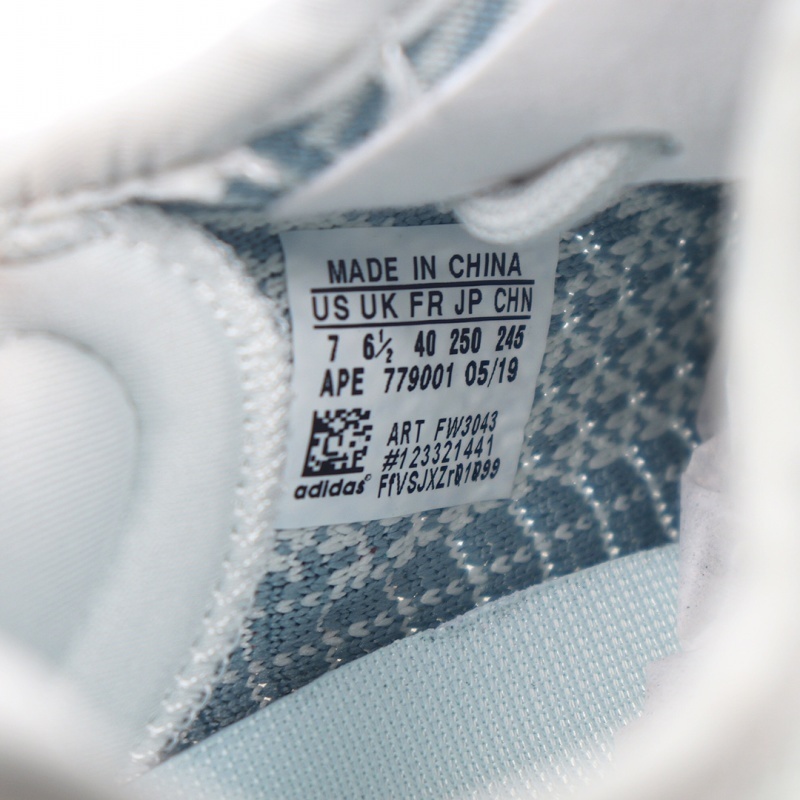 MADE IN CHINA
US UK FR JP CHN
7 6½ 40 250 245
APE 779001 05/19
ART FW3043
#123321441
FfVSJXZr01099
adidas